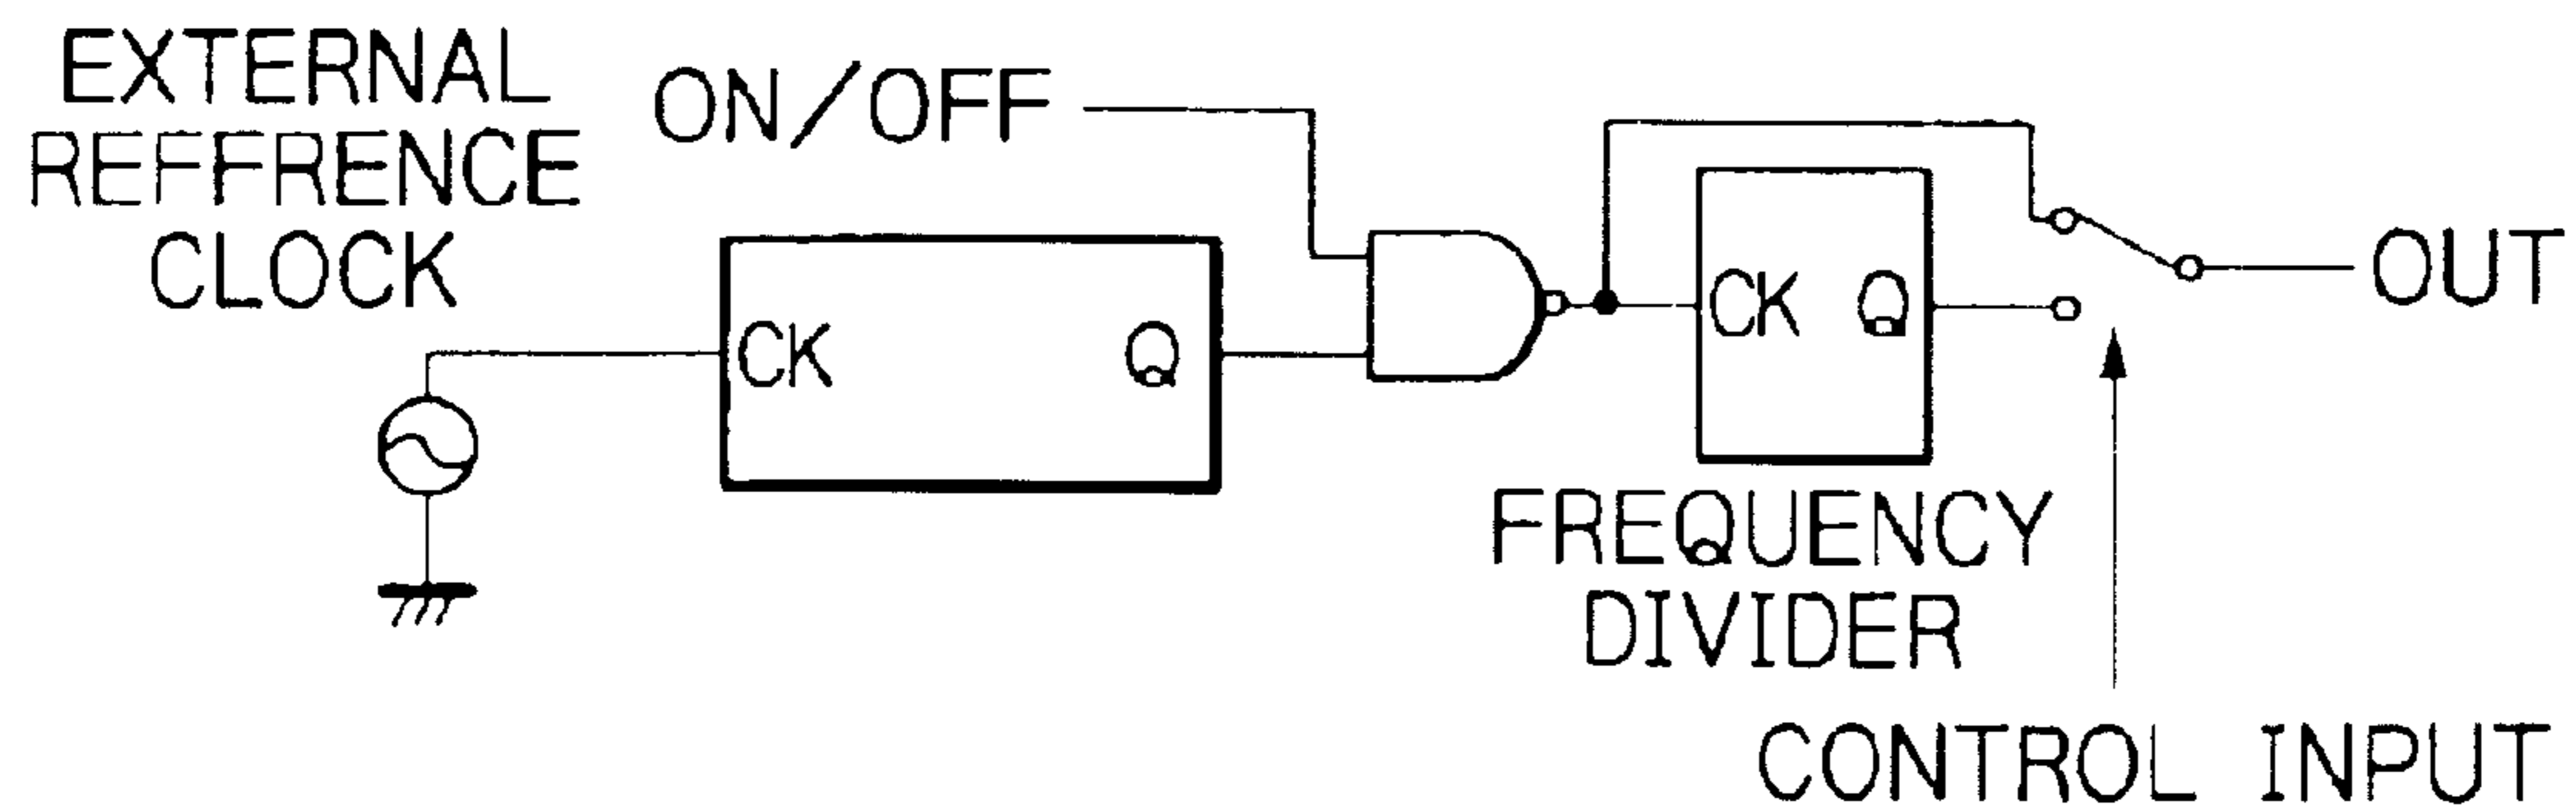 EXTERNAL
REFFRENCE
CLOCK
ON/OFF
CK
Q
CK
Q
OUT
FREQUENCY
DIVIDER
CONTROL INPUT